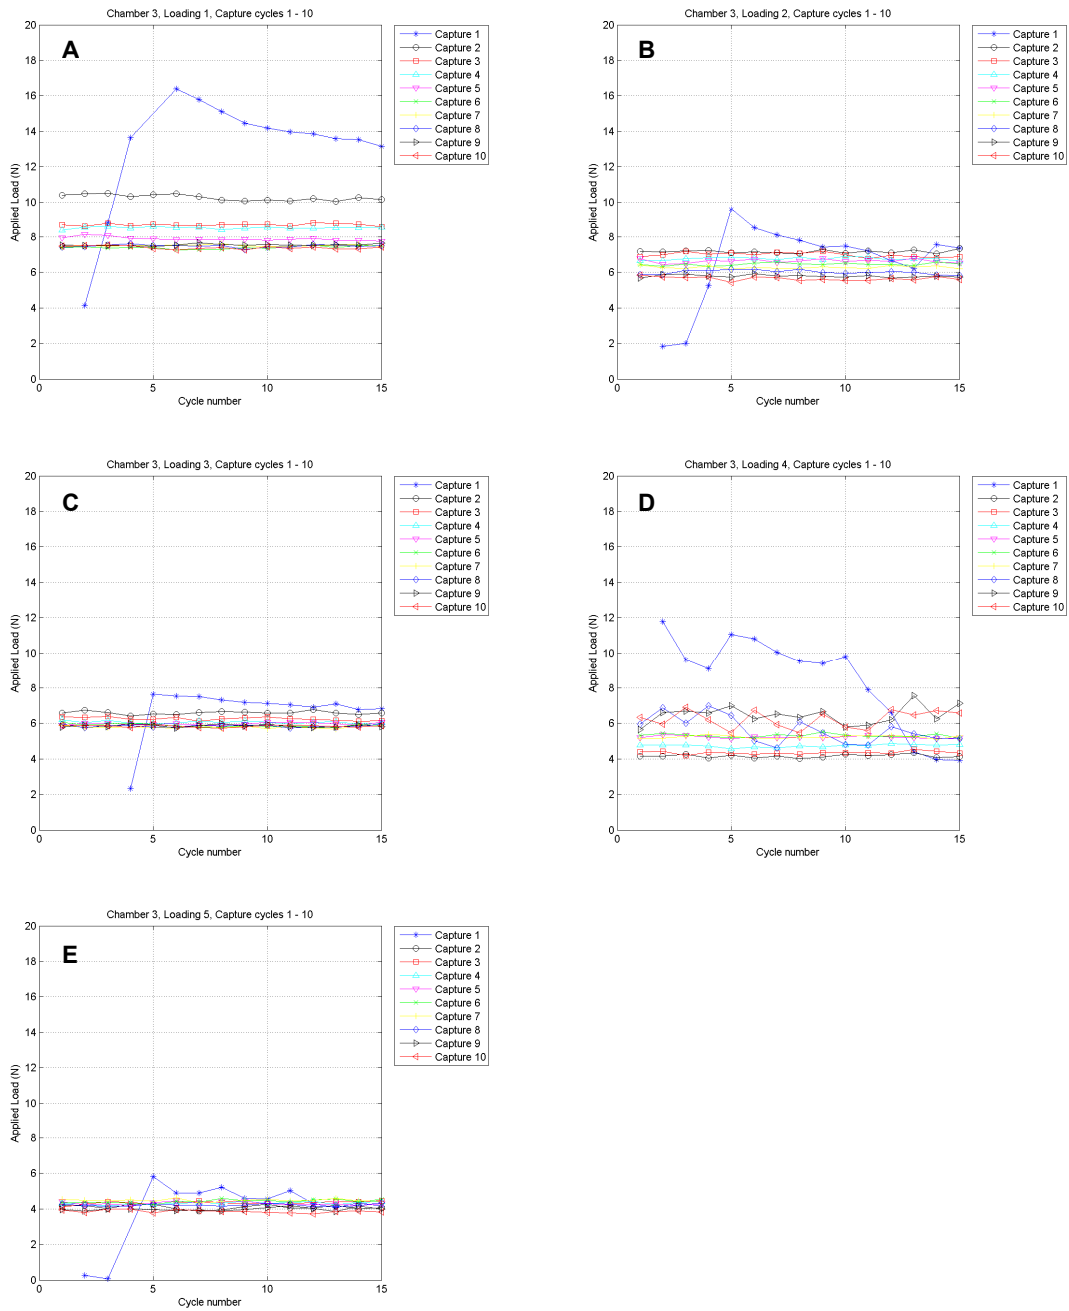 Chamber 3, Loading 1, Capture cycles 1 - 10
A
Applied Load (N)
20
18
16
14
12
10
8
6
4
2
0
0
5
10
15
Cycle number
Capture 1
Capture 2
Capture 3
Capture 4
Capture 5
Capture 6
Capture 7
Capture 8
Capture 9
Capture 10
Chamber 3, Loading 2, Capture cycles 1 - 10
B
Applied Load (N)
20
18
16
14
12
10
8
6
4
2
0
0
5
10
15
Cycle number
Capture 1
Capture 2
Capture 3
Capture 4
Capture 5
Capture 6
Capture 7
Capture 8
Capture 9
Capture 10
Chamber 3, Loading 3, Capture cycles 1 - 10
C
Applied Load (N)
20
18
16
14
12
10
8
6
4
2
0
0
5
10
15
Cycle number
Capture 1
Capture 2
Capture 3
Capture 4
Capture 5
Capture 6
Capture 7
Capture 8
Capture 9
Capture 10
Chamber 3, Loading 4, Capture cycles 1 - 10
D
Applied Load (N)
20
18
16
14
12
10
8
6
4
2
0
0
5
10
15
Cycle number
Capture 1
Capture 2
Capture 3
Capture 4
Capture 5
Capture 6
Capture 7
Capture 8
Capture 9
Capture 10
Chamber 3, Loading 5, Capture cycles 1 - 10
E
Applied Load (N)
20
18
16
14
12
10
8
6
4
2
0
0
5
10
15
Cycle number
Capture 1
Capture 2
Capture 3
Capture 4
Capture 5
Capture 6
Capture 7
Capture 8
Capture 9
Capture 10